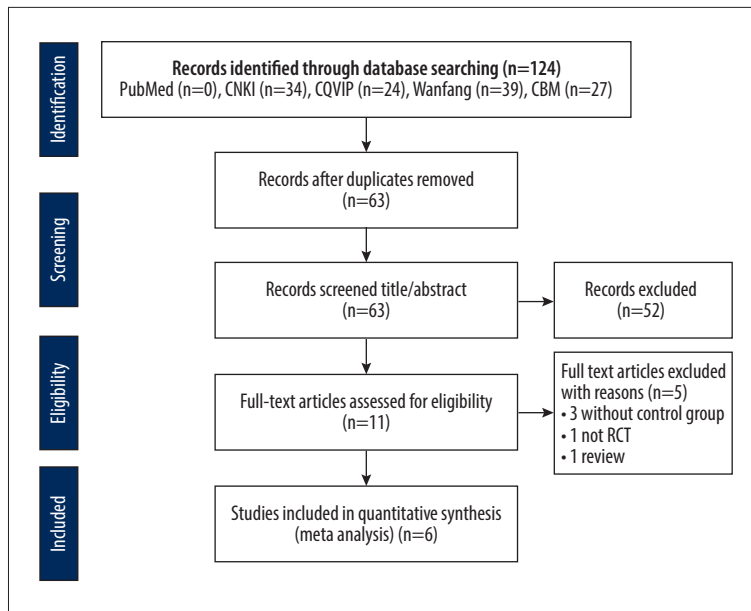 Identification
Records identified through database searching (n=124)
PubMed (n=0), CNKI (n=34), CQVIP (n=24), Wanfang (n=39), CBM (n=27)
Records after duplicates removed
(n=63)
Screening
Records screened title/abstract
(n=63)
Records excluded
(n=52)
Eligibility
Full-text articles assessed for eligibility
(n=11)
Full text articles excluded
with reasons (n=5)
• 3 without control group
• 1 not RCT
• 1 review
Included
Studies included in quantitative synthesis
(meta analysis) (n=6)